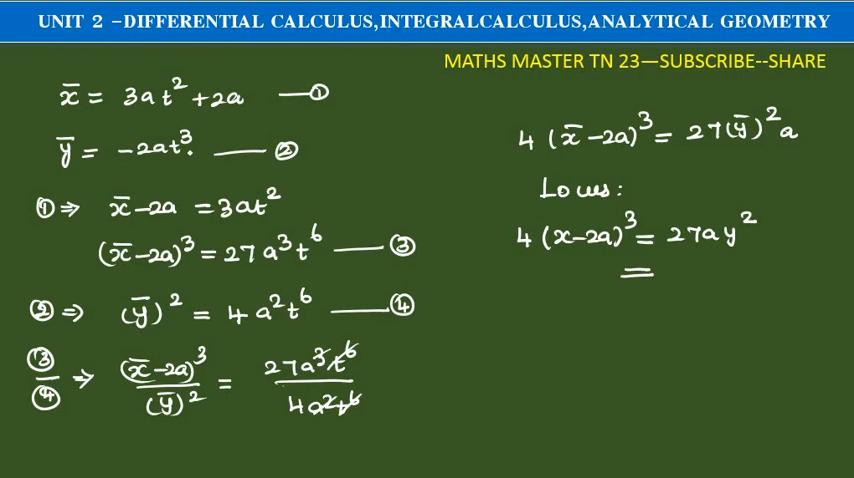 UNIT 2 –DIFFERENTIAL CALCULUS,INTEGRALCALCULUS,ANALYTICAL GEOMETRY
MATHS MASTER TN 23—SUBSCRIBE--SHARE
x̄ = 3at² + 2a —①
ȳ = -2at³. —②
① ⇒ x̄-2a = 3at²
(x̄-2a)³ = 27a³t⁶ —③
② ⇒ (ȳ)² = 4a²t⁶ —④
③/④ ⇒ (x̄-2a)³/(ȳ)² = 27a³t⁶/4a²t⁶
4(x̄-2a)³ = 27(ȳ)²a
Locus:
4(x-2a)³ = 27ay²